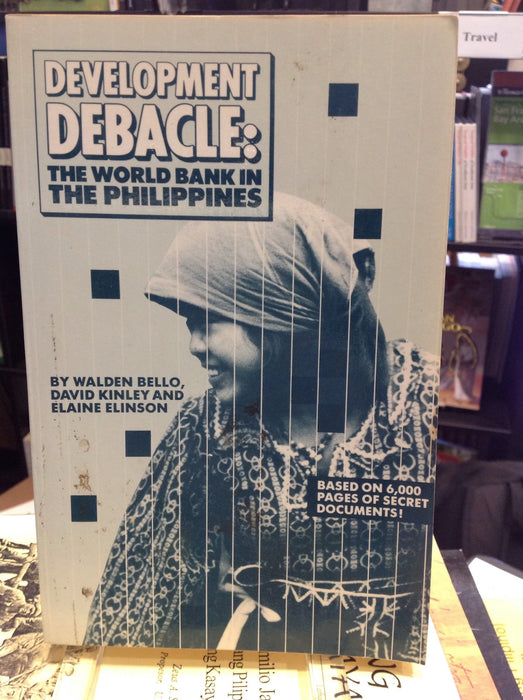 DEVELOPMENT
DEBACLE:
THE WORLD BANK IN
THE PHILIPPINES
BY WALDEN BELLO,
DAVID KINLEY AND
ELAINE ELINSON
BASED ON 6,000
PAGES OF SECRET
DOCUMENTS!
Travel